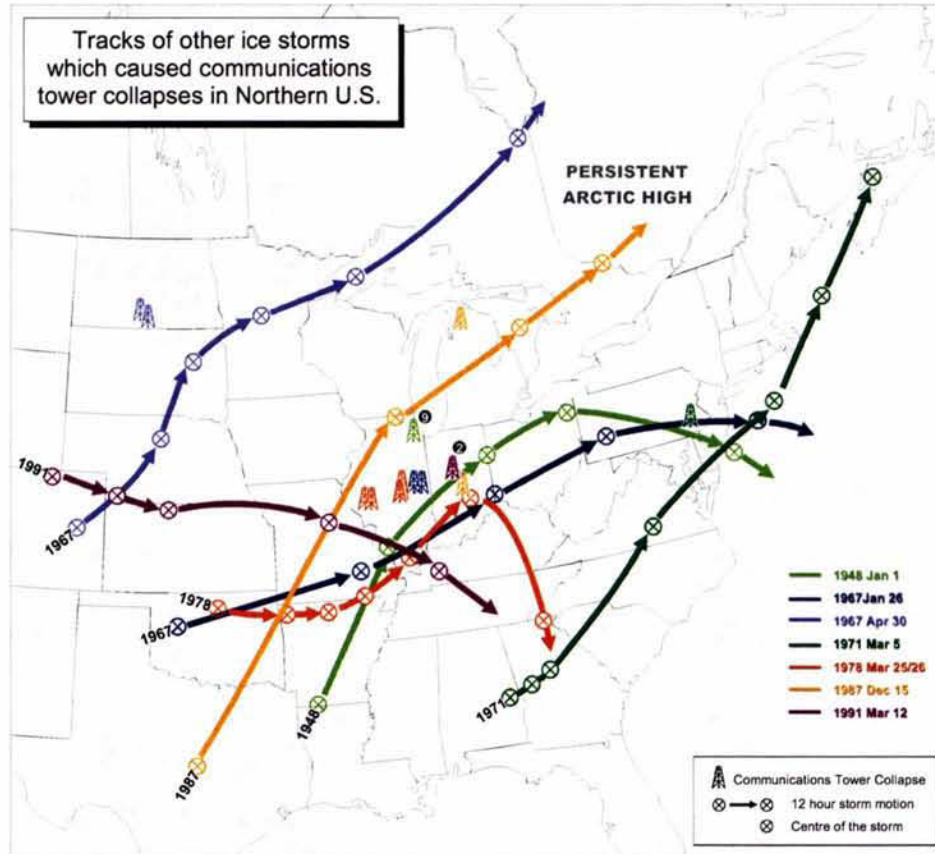 Tracks of other ice storms
which caused communications
tower collapses in Northern U.S.
PERSISTENT
ARCTIC HIGH
9
2
1991
1967
1978
1967
1948
1987
1971
1948 Jan 1
1967Jan 26
1967 Apr 30
1971 Mar 5
1978 Mar 25/26
1987 Dec 15
1991 Mar 12
Communications Tower Collapse
12 hour storm motion
Centre of the storm